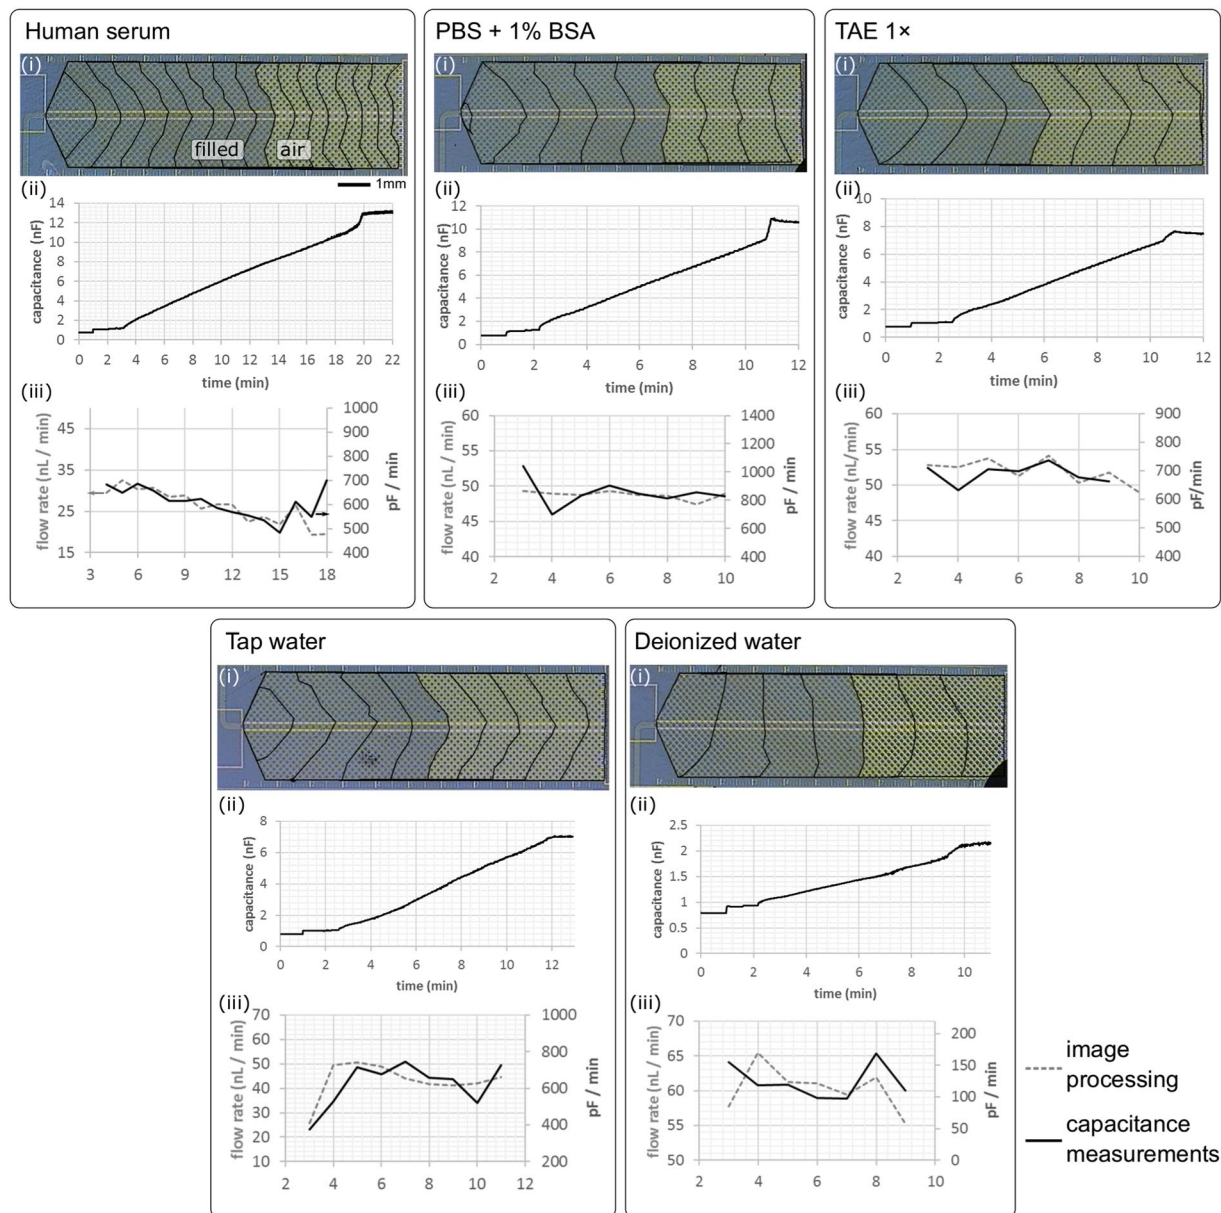 Human serum
(i)
filled
air
1mm
(ii)
capacitance (nF)
14
12
10
8
6
4
2
0
0 2 4 6 8 10 12 14 16 18 20 22
time (min)
(iii)
flow rate (nL / min)
45
35
25
15
1000
900
800
700
600
500
400
pF / min
3 6 9 12 15 18
PBS + 1% BSA
(i)
(ii)
capacitance (nF)
12
10
8
6
4
2
0
0 2 4 6 8 10 12
time (min)
(iii)
flow rate (nL / min)
60
55
50
45
40
1400
1200
1000
800
600
400
pF / min
2 4 6 8 10
TAE 1×
(i)
(ii)
capacitance (nF)
10
8
6
4
2
0
0 2 4 6 8 10 12
time (min)
(iii)
flow rate (nL/min)
60
55
50
45
40
900
800
700
600
500
400
pF / min
2 4 6 8 10
Tap water
(i)
(ii)
capacitance (nF)
8
6
4
2
0
0 2 4 6 8 10 12
time (min)
(iii)
flow rate (nL / min)
70
60
50
40
30
20
10
1000
800
600
400
200
pF / min
2 4 6 8 10 12
Deionized water
(i)
(ii)
capacitance (nF)
2.5
2
1.5
1
0.5
0
0 2 4 6 8 10
time (min)
(iii)
flow rate (nL / min)
70
65
60
55
50
200
150
100
50
0
pF / min
2 4 6 8 10
image
processing
capacitance
measurements